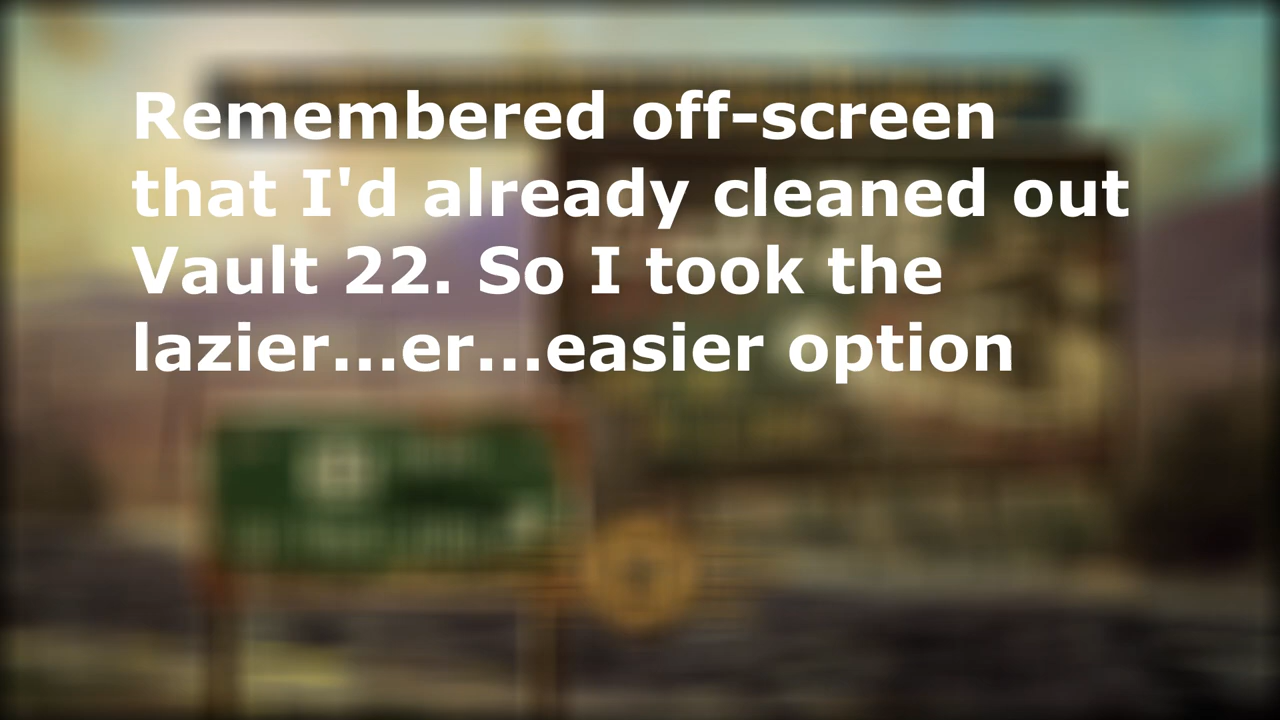 Remembered off-screen
that I'd already cleaned out
Vault 22. So I took the
lazier...er...easier option